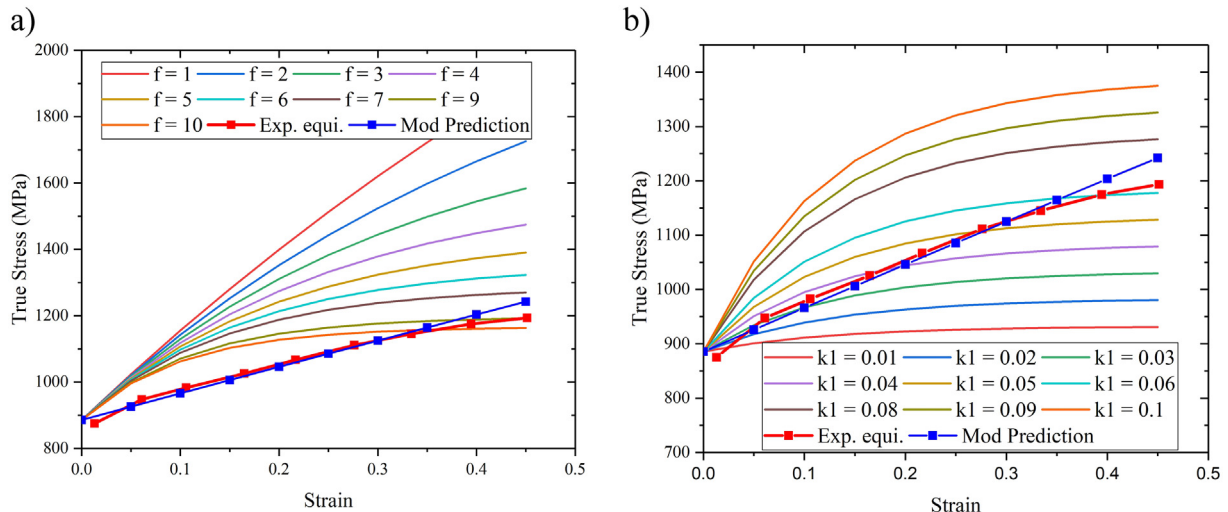 a)
True Stress (MPa)
2000
1800
1600
1400
1200
1000
800
f = 1 f = 2 f = 3 f = 4
f = 5 f = 6 f = 7 f = 9
f = 10 Exp. equi. Mod Prediction
0.0 0.1 0.2 0.3 0.4 0.5
Strain
b)
True Stress (MPa)
1400
1300
1200
1100
1000
900
800
700
k1 = 0.01 k1 = 0.02 k1 = 0.03
k1 = 0.04 k1 = 0.05 k1 = 0.06
k1 = 0.08 k1 = 0.09 k1 = 0.1
Exp. equi. Mod Prediction
0.0 0.1 0.2 0.3 0.4 0.5
Strain